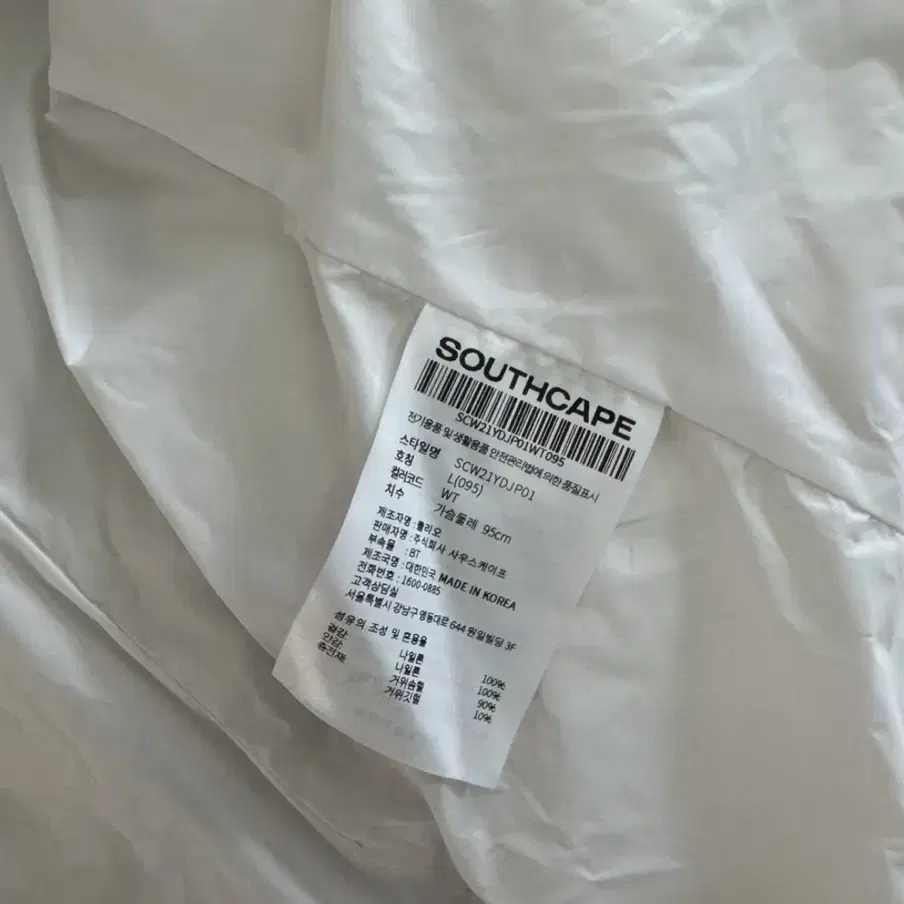 SOUTHCAPE
SCW21YDJP01WT095
전기용품 및 생활용품 안전관리법에 의한 품질표시
스타일명 SCW21YDJP01
호칭 L(095)
컬러코드 WT
치수 가슴둘레 95cm
제조자명 : 클리오
판매자명 : 주식회사 사우스케이프
부속물 : BT
제조국명 : 대한민국 MADE IN KOREA
전화번호 : 1600-0885
고객상담실
서울특별시 강남구 영동대로 644 원일빌딩 3F
섬유의 조성 및 혼용율
겉감: 나일론 100%
안감: 나일론 100%
충전재: 거위솜털 90%
거위깃털 10%